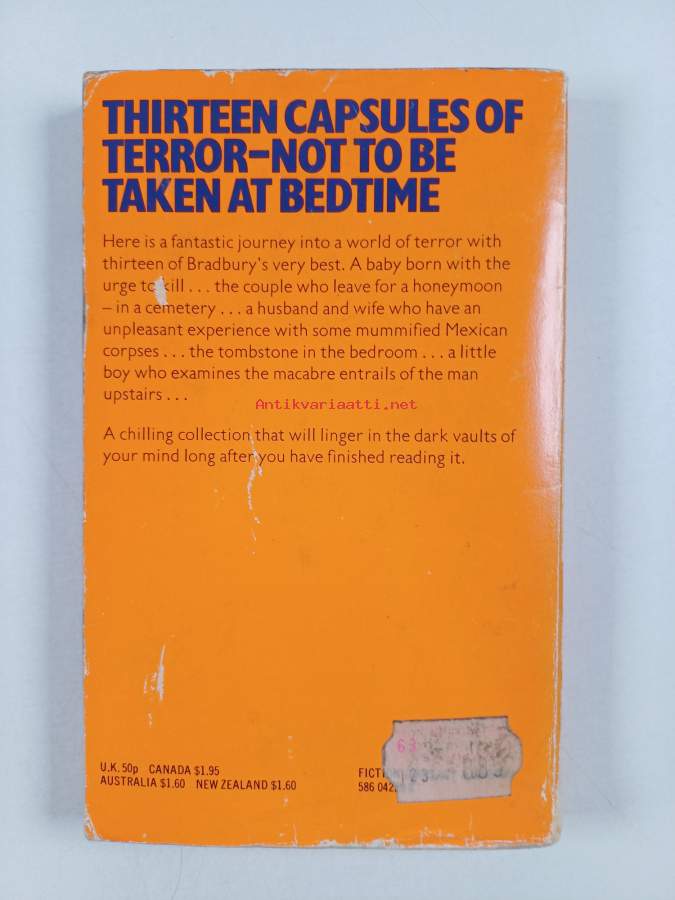 THIRTEEN CAPSULES OF
TERROR–NOT TO BE
TAKEN AT BEDTIME
Here is a fantastic journey into a world of terror with
thirteen of Bradbury's very best. A baby born with the
urge to kill . . . the couple who leave for a honeymoon
– in a cemetery . . . a husband and wife who have an
unpleasant experience with some mummified Mexican
corpses . . . the tombstone in the bedroom . . . a little
boy who examines the macabre entrails of the man
upstairs . . .
Antikvariaatti.net
A chilling collection that will linger in the dark vaults of
your mind long after you have finished reading it.
U.K. 50p CANADA $1.95
AUSTRALIA $1.60 NEW ZEALAND $1.60
63
586